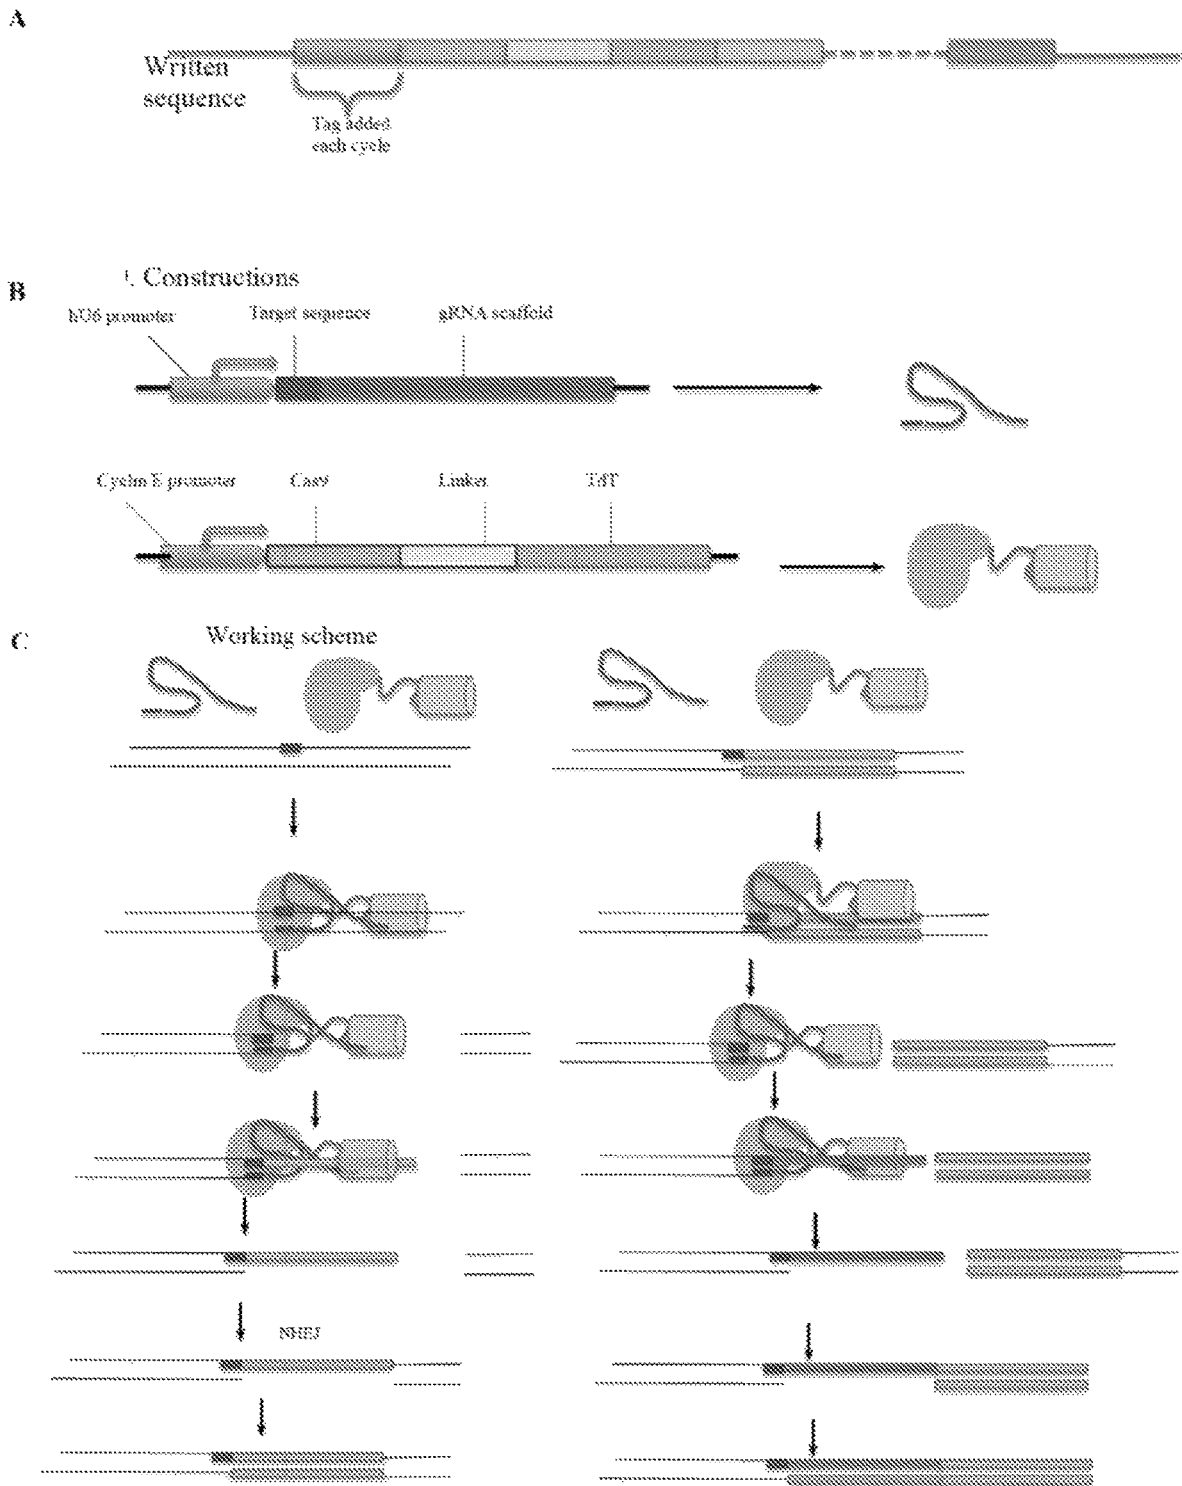 A
Written
sequence
Tag added
each cycle
B
1. Constructions
hU6 promoter
Target sequence
gRNA scaffold
Cyclin E promoter
Cas9
Linker
TdT
C
Working scheme
NHEJ